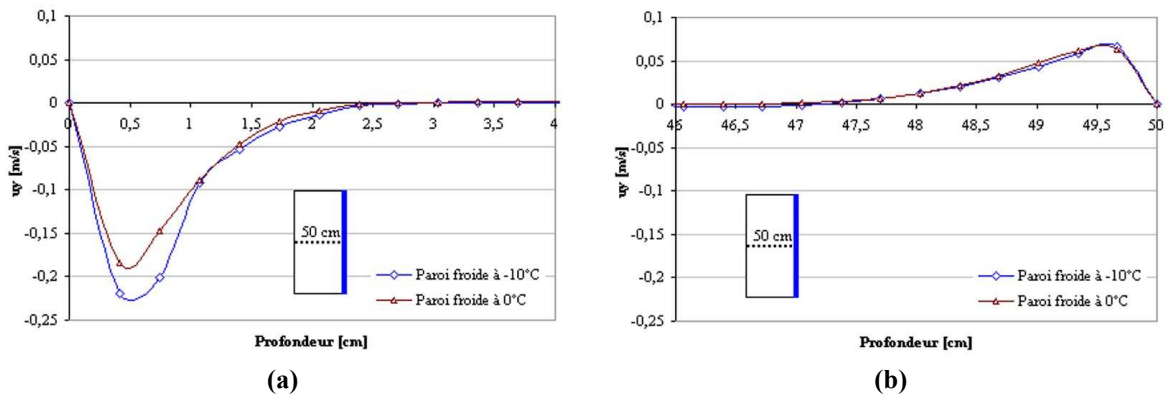 0,1
0,05
0
-0,05
-0,1
-0,15
-0,2
-0,25
uy [m/s]
0 0,5 1 1,5 2 2,5 3 3,5 4
50 cm
Paroi froide à -10°C
Paroi froide à 0°C
Profondeur [cm]
(a)
0,1
0,05
0
-0,05
-0,1
-0,15
-0,2
-0,25
uy [m/s]
46 46,5 47 47,5 48 48,5 49 49,5 50
50 cm
Paroi froide à -10°C
Paroi froide à 0°C
Profondeur [cm]
(b)